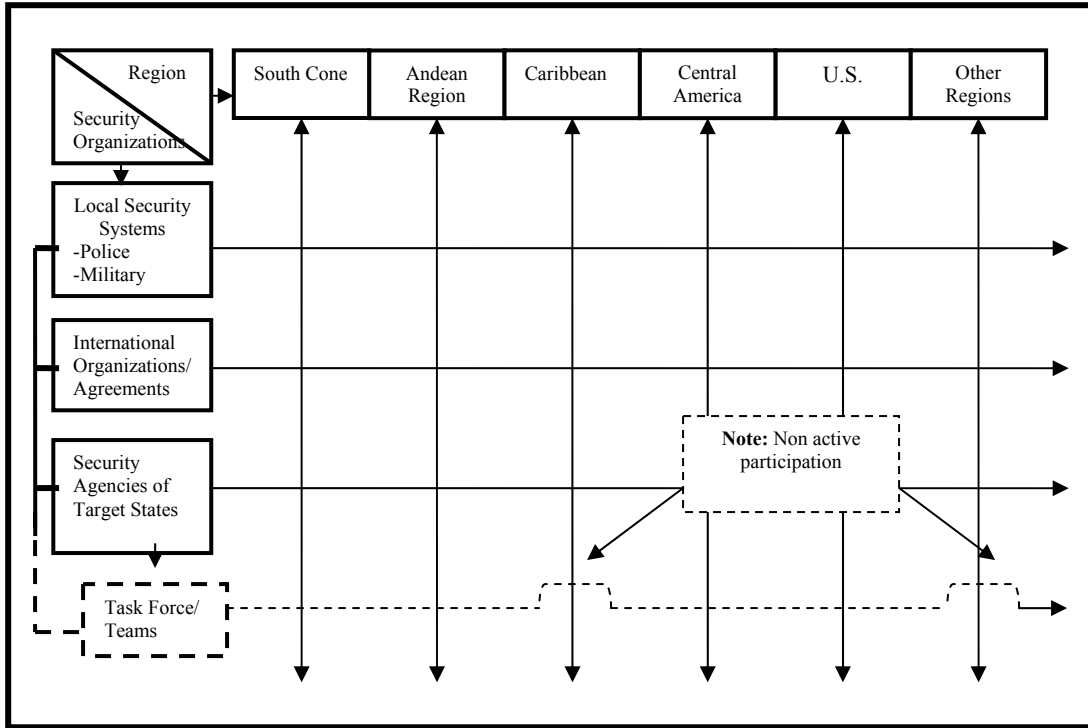 Region
Security
Organizations
South Cone
Andean
Region
Caribbean
Central
America
U.S.
Other
Regions
Local Security
Systems
-Police
-Military
International
Organizations/
Agreements
Security
Agencies of
Target States
Note: Non active
participation
Task Force/
Teams